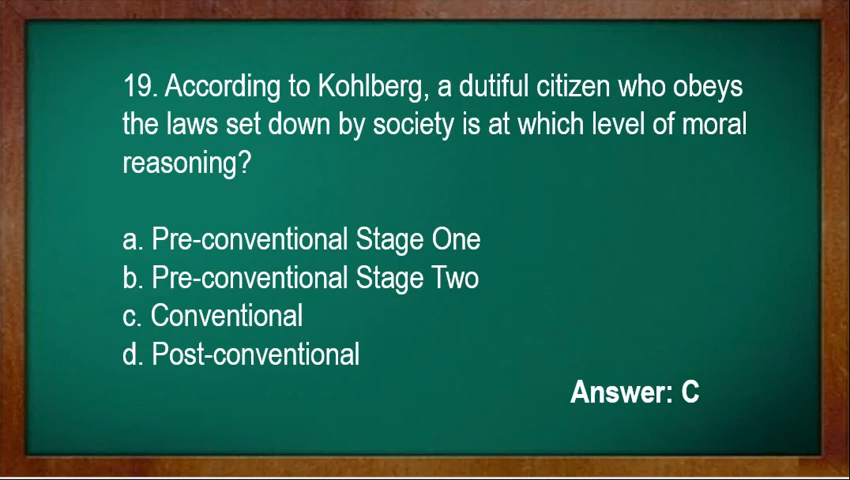 19. According to Kohlberg, a dutiful citizen who obeys
the laws set down by society is at which level of moral
reasoning?
a. Pre-conventional Stage One
b. Pre-conventional Stage Two
c. Conventional
d. Post-conventional
Answer: C